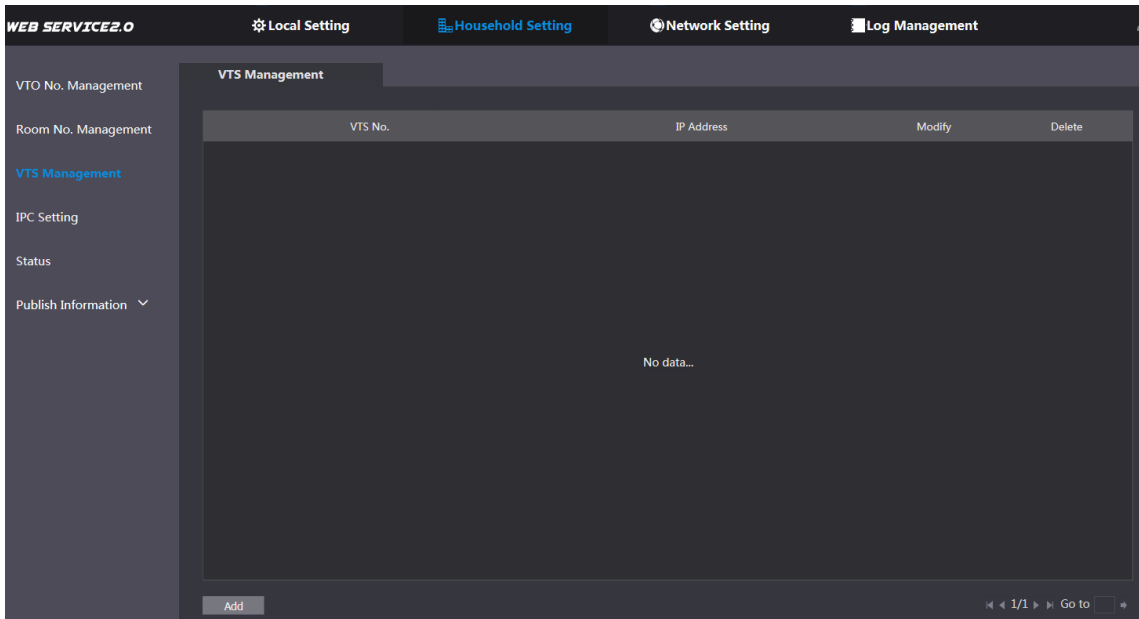 WEB SERVICE2.0 Local Setting Household Setting Network Setting Log Management
VTO No. Management
Room No. Management
VTS Management
IPC Setting
Status
Publish Information
VTS Management
VTS No. IP Address Modify Delete
No data...
Add 1/1 Go to